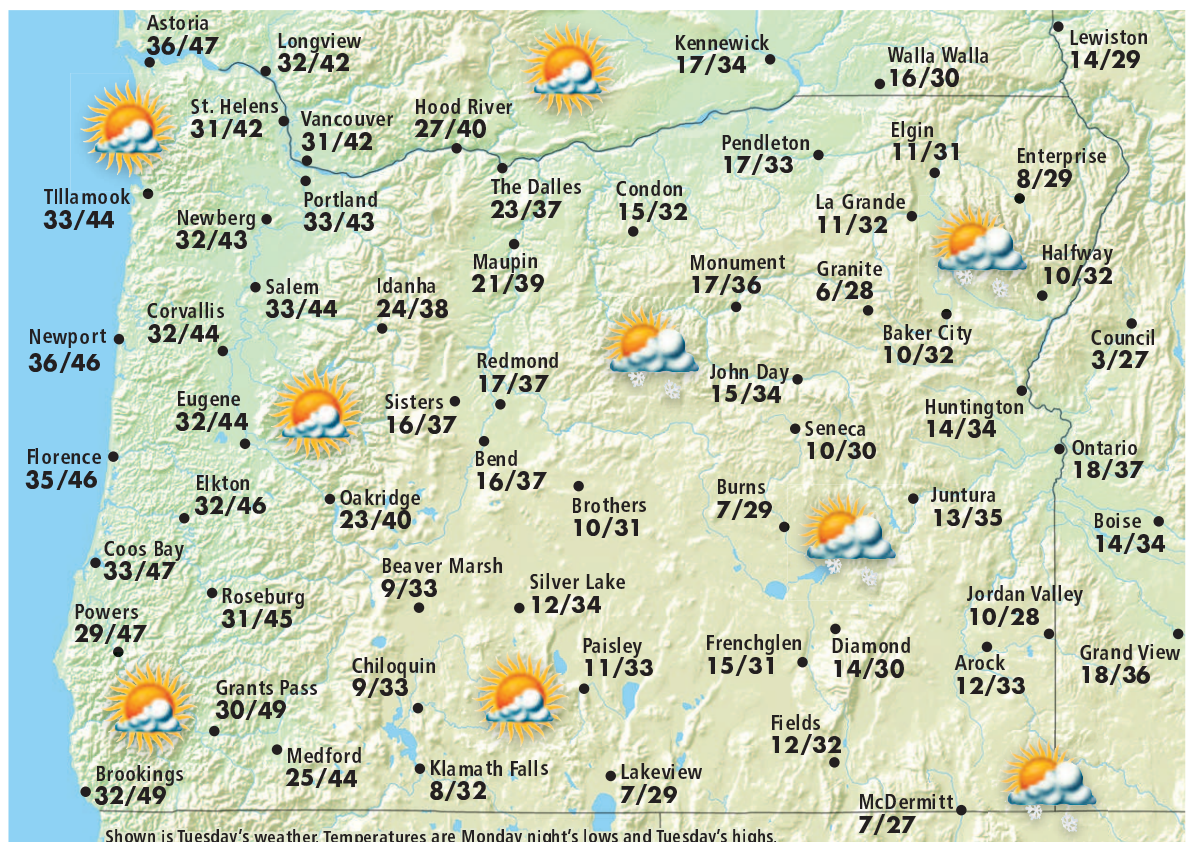 Astoria
36/47
Longview
32/42
Kennewick
17/34
Walla Walla
16/30
Lewiston
14/29
St. Helens
31/42
Vancouver
31/42
Hood River
27/40
Pendleton
17/33
Elgin
11/31
Enterprise
8/29
TIllamook
33/44
Portland
33/43
Newberg
32/43
The Dalles
23/37
Condon
15/32
La Grande
11/32
Maupin
21/39
Monument
17/36
Granite
6/28
Halfway
10/32
Salem
33/44
Idanha
24/38
Corvallis
32/44
Newport
36/46
Baker City
10/32
Council
3/27
Redmond
17/37
John Day
15/34
Eugene
32/44
Sisters
16/37
Huntington
14/34
Seneca
10/30
Florence
35/46
Bend
16/37
Ontario
18/37
Elkton
32/46
Oakridge
23/40
Brothers
10/31
Burns
7/29
Juntura
13/35
Boise
14/34
Coos Bay
33/47
Beaver Marsh
9/33
Silver Lake
12/34
Roseburg
31/45
Powers
29/47
Jordan Valley
10/28
Chiloquin
9/33
Paisley
11/33
Frenchglen
15/31
Diamond
14/30
Arock
12/33
Grand View
18/36
Grants Pass
30/49
Fields
12/32
Medford
25/44
Klamath Falls
8/32
Lakeview
7/29
Brookings
32/49
McDermitt
7/27
Shown is Tuesday's weather. Temperatures are Monday night's lows and Tuesday's highs.